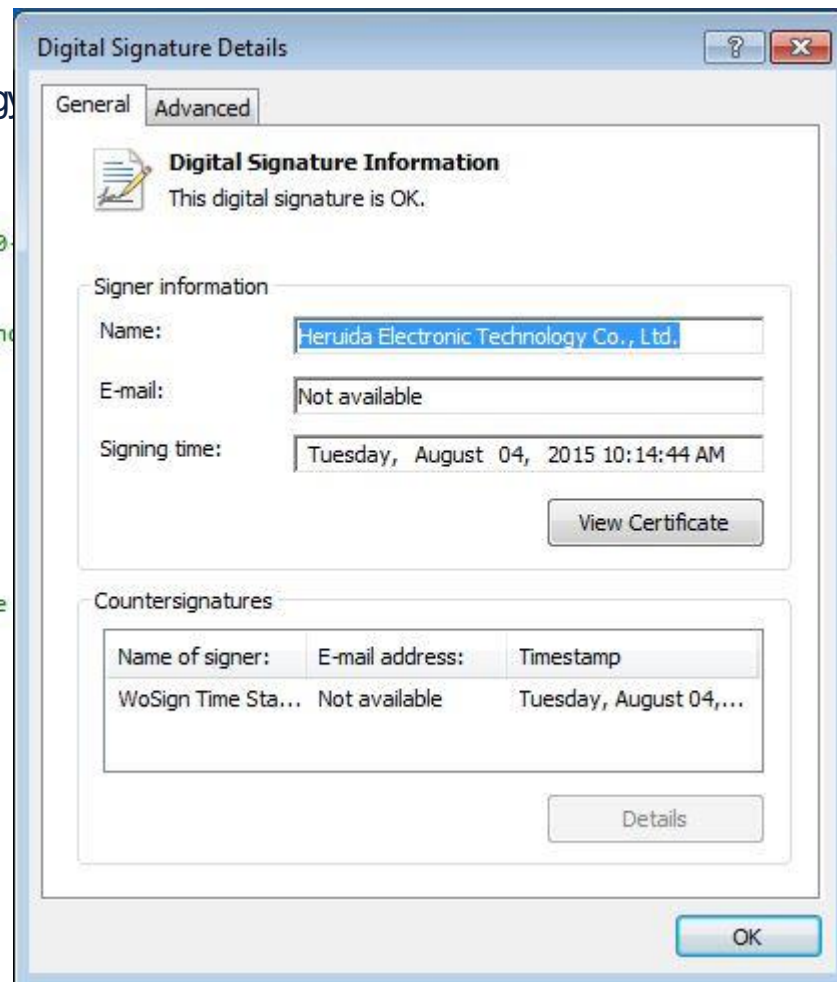 Digital Signature Details
gy
General Advanced
Digital Signature Information
This digital signature is OK.
Signer information
Name: Heruida Electronic Technology Co., Ltd.
E-mail: Not available
Signing time: Tuesday, August 04, 2015 10:14:44 AM
View Certificate
e
Countersignatures
Name of signer: E-mail address: Timestamp
WoSign Time Sta... Not available Tuesday, August 04,...
Details
OK